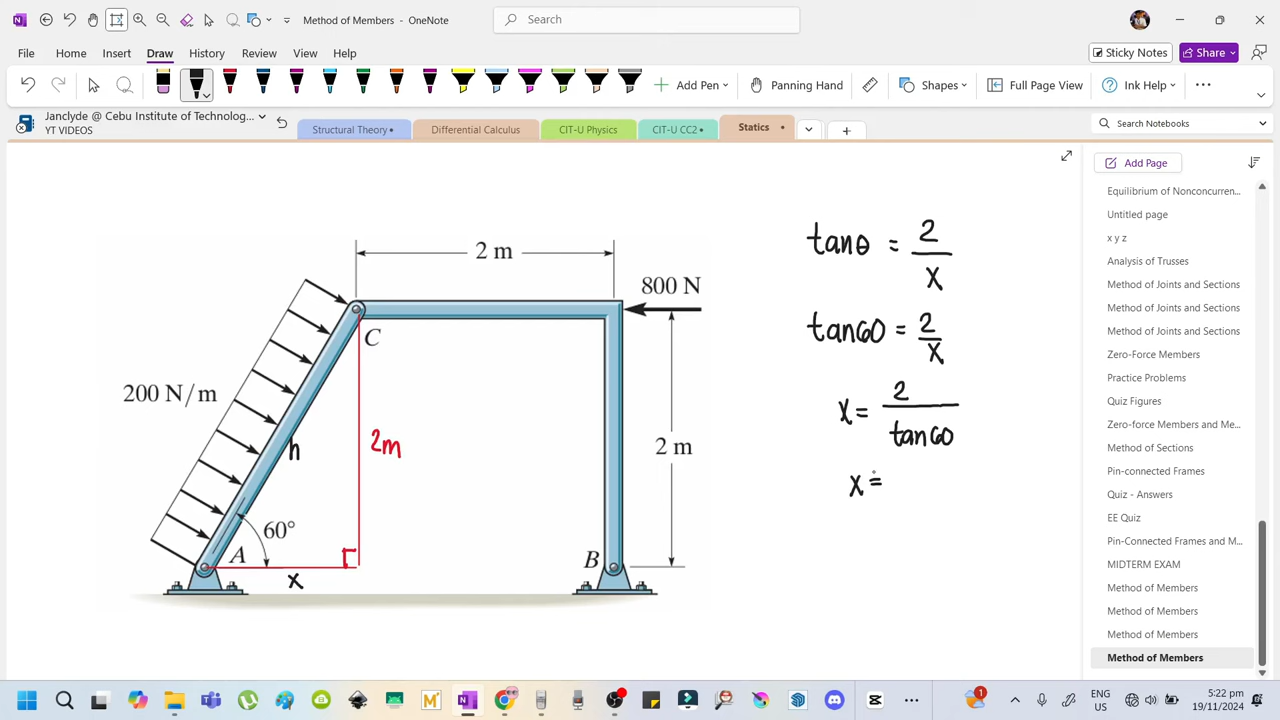 Method of Members - OneNote
Search
File Home Insert Draw History Review View Help
Sticky Notes
Share
Add Pen
Panning Hand
Shapes
Full Page View
Ink Help
Janclyde @ Cebu Institute of Technolog...
YT VIDEOS
Structural Theory
Differential Calculus
CIT-U Physics
CIT-U CC2
Statics
Search Notebooks
Add Page
Equilibrium of Nonconcurren...
Untitled page
x y z
Analysis of Trusses
Method of Joints and Sections
Method of Joints and Sections
Method of Joints and Sections
Zero-Force Members
Practice Problems
Quiz Figures
Zero-force Members and Me...
Method of Sections
Pin-connected Frames
Quiz - Answers
EE Quiz
Pin-Connected Frames and M...
MIDTERM EXAM
Method of Members
Method of Members
Method of Members
Method of Members
2 m
800 N
C
200 N/m
h
2m
2 m
60°
A
x
B
tanθ = 2/x
tan60 = 2/x
x = 2/tan60
x =
1
ENG
PH
5:22 pm
19/11/2024